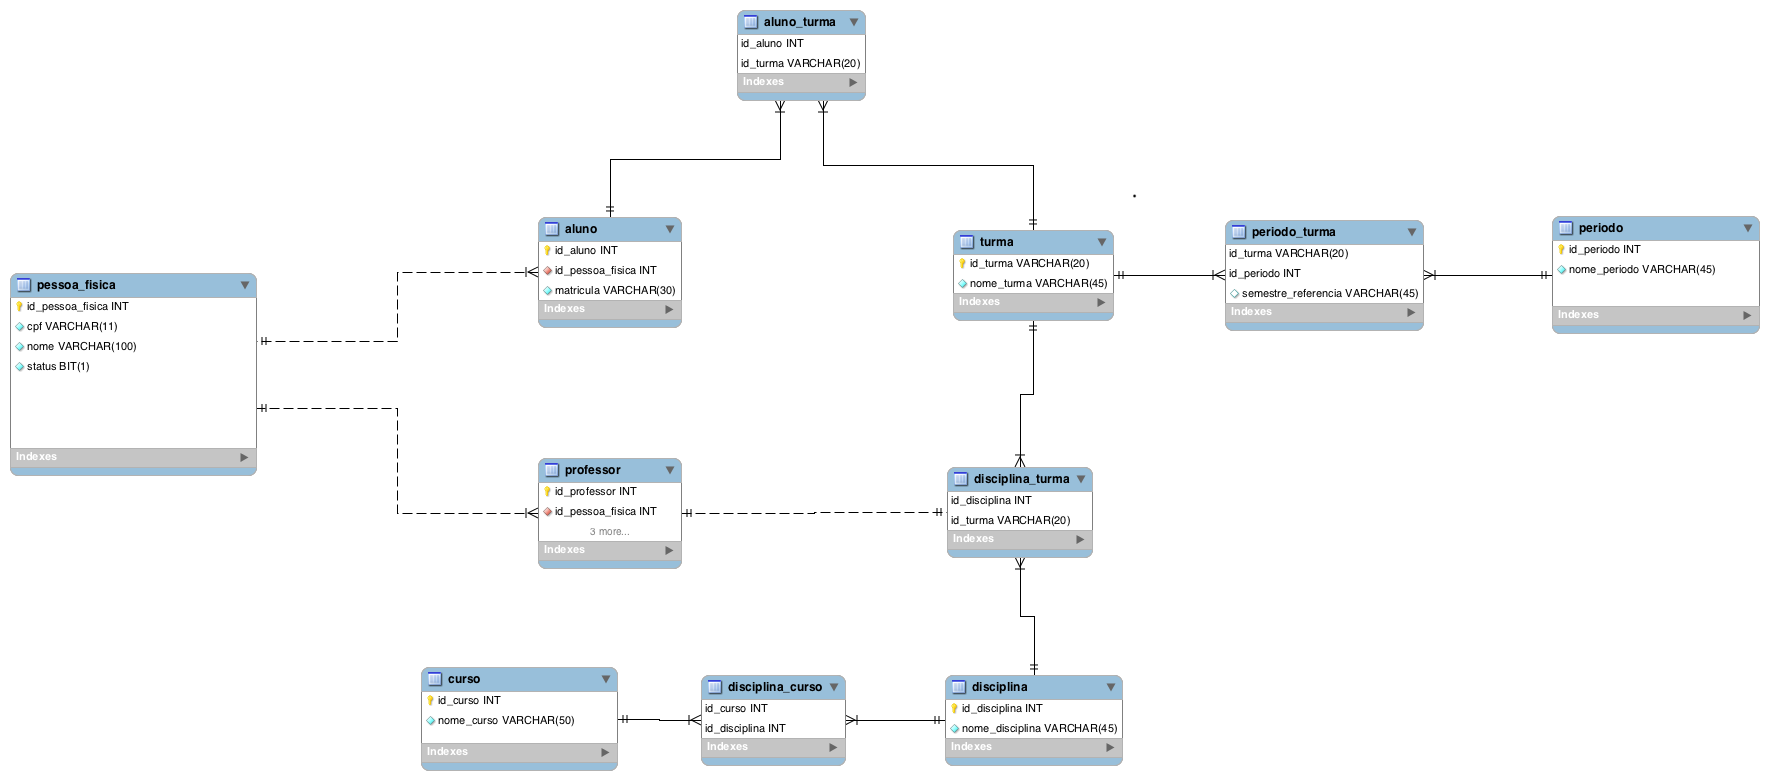 aluno_turma
id_aluno INT
id_turma VARCHAR(20)
Indexes
aluno
id_aluno INT
id_pessoa_fisica INT
matricula VARCHAR(30)
Indexes
turma
id_turma VARCHAR(20)
nome_turma VARCHAR(45)
Indexes
periodo_turma
id_turma VARCHAR(20)
id_periodo INT
semestre_referencia VARCHAR(45)
Indexes
periodo
id_periodo INT
nome_periodo VARCHAR(45)
Indexes
pessoa_fisica
id_pessoa_fisica INT
cpf VARCHAR(11)
nome VARCHAR(100)
status BIT(1)
Indexes
professor
id_professor INT
id_pessoa_fisica INT
3 more...
Indexes
disciplina_turma
id_disciplina INT
id_turma VARCHAR(20)
Indexes
curso
id_curso INT
nome_curso VARCHAR(50)
Indexes
disciplina_curso
id_curso INT
id_disciplina INT
Indexes
disciplina
id_disciplina INT
nome_disciplina VARCHAR(45)
Indexes